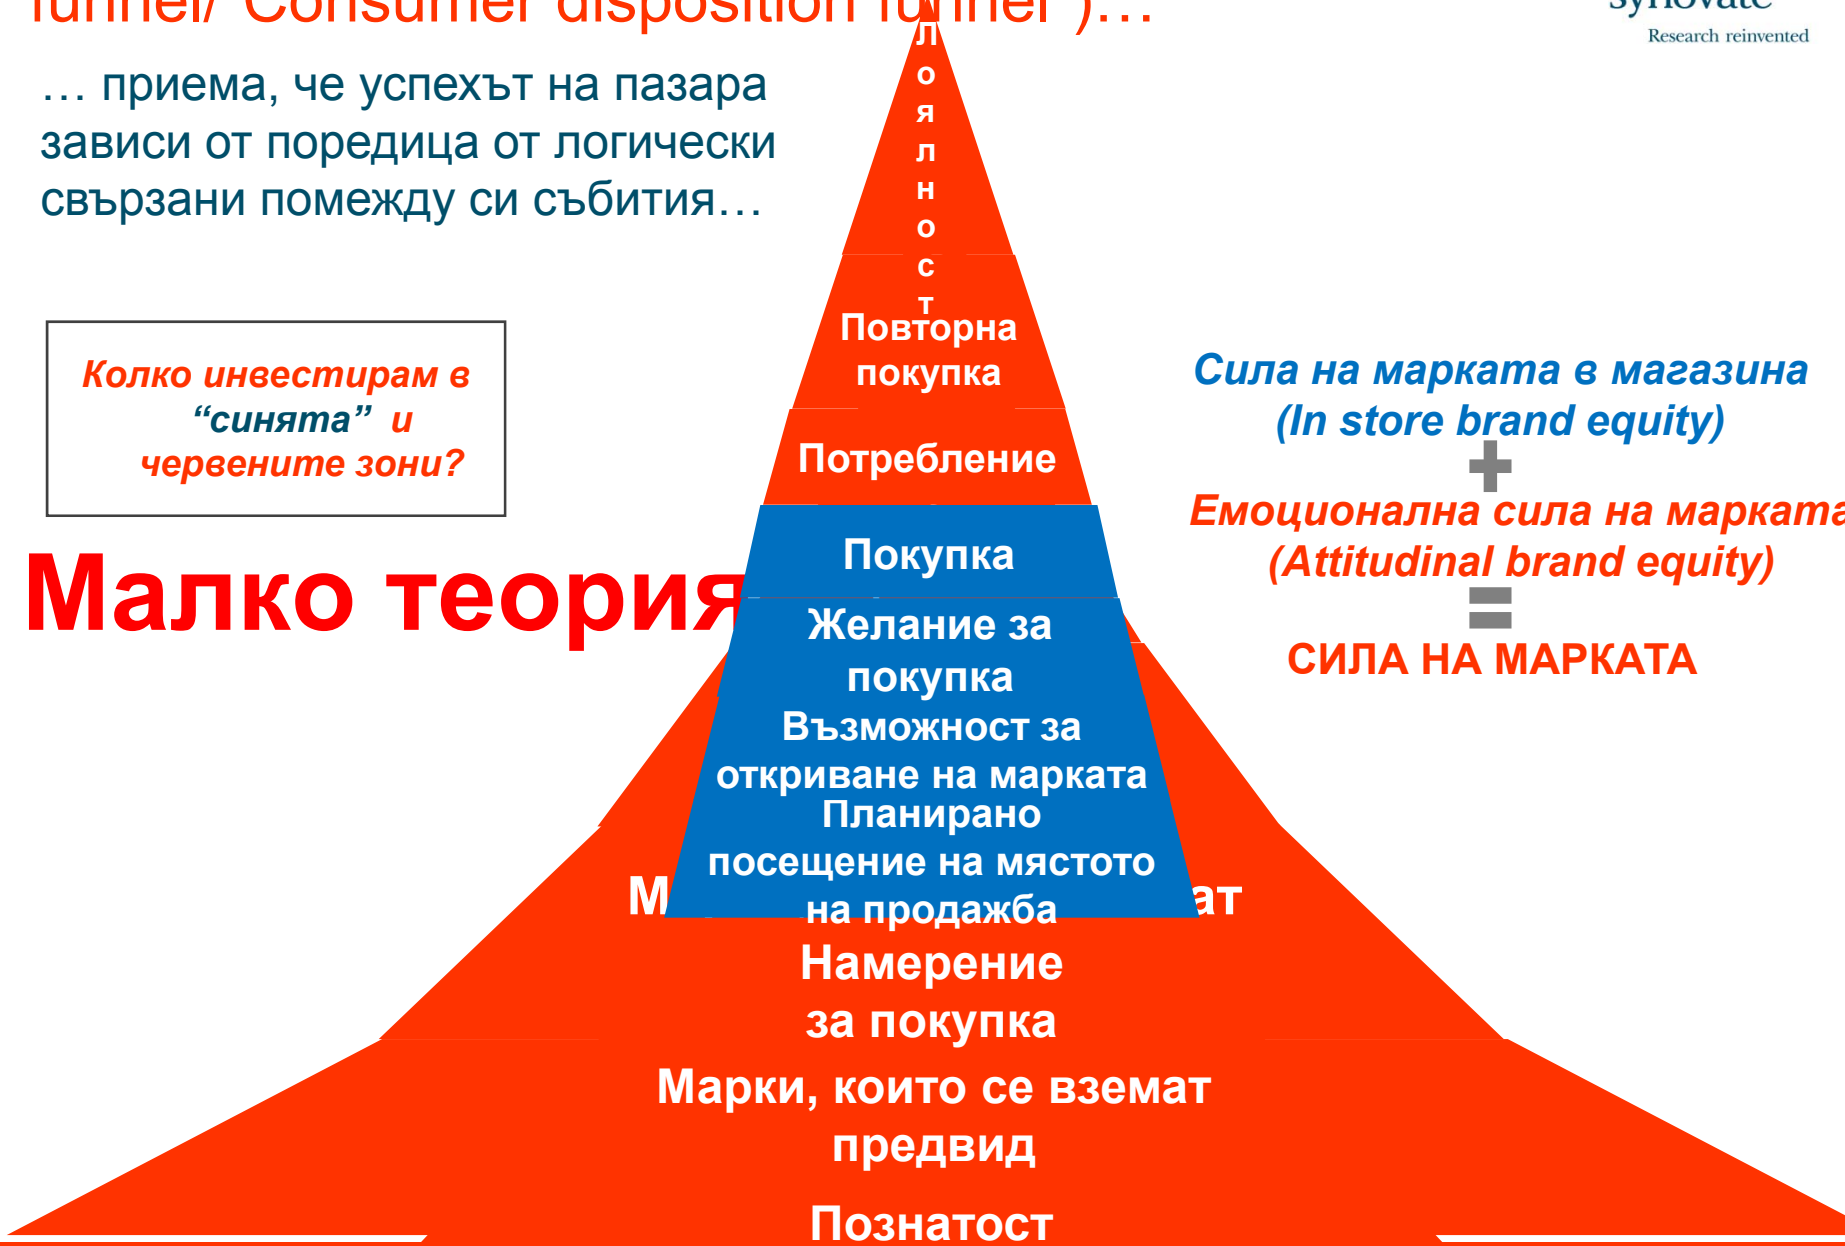 funnel/ Consumer disposition funnel )…
synovate
Research reinvented
… приема, че успехът на пазара
зависи от поредица от логически
свързани помежду си събития…
Лоялност
Повторна
покупка
Потребление
Покупка
Желание за
покупка
Възможност за
откриване на марката
Планирано
посещение на мястото
на продажба
Намерение
за покупка
Марки, които се вземат
предвид
Познатост
Колко инвестирам в
“синята” и
червените зони?
Малко теория
Сила на марката в магазина
(In store brand equity)
+
Емоционална сила на марката
(Attitudinal brand equity)
=
СИЛА НА МАРКАТА